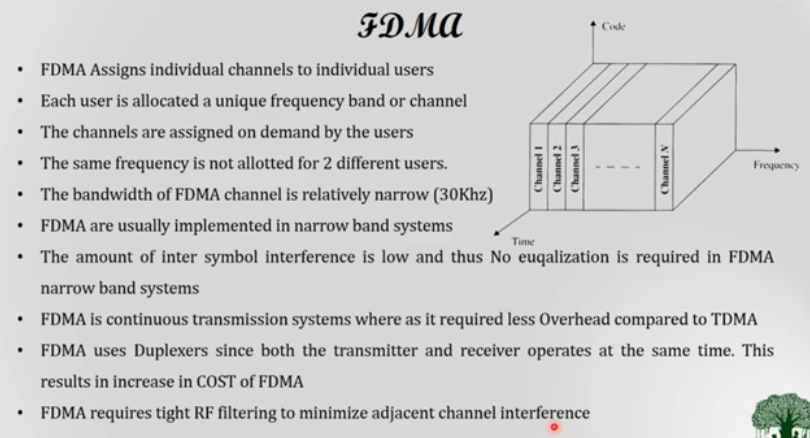 FDMA
• FDMA Assigns individual channels to individual users
• Each user is allocated a unique frequency band or channel
• The channels are assigned on demand by the users
• The same frequency is not allotted for 2 different users.
• The bandwidth of FDMA channel is relatively narrow (30Khz)
• FDMA are usually implemented in narrow band systems
• The amount of inter symbol interference is low and thus No euqalization is required in FDMA
narrow band systems
• FDMA is continuous transmission systems where as it required less Overhead compared to TDMA
• FDMA uses Duplexers since both the transmitter and receiver operates at the same time. This
results in increase in COST of FDMA
• FDMA requires tight RF filtering to minimize adjacent channel interference
Code
Channel 1
Channel 2
Channel 3
Channel N
Frequency
Time